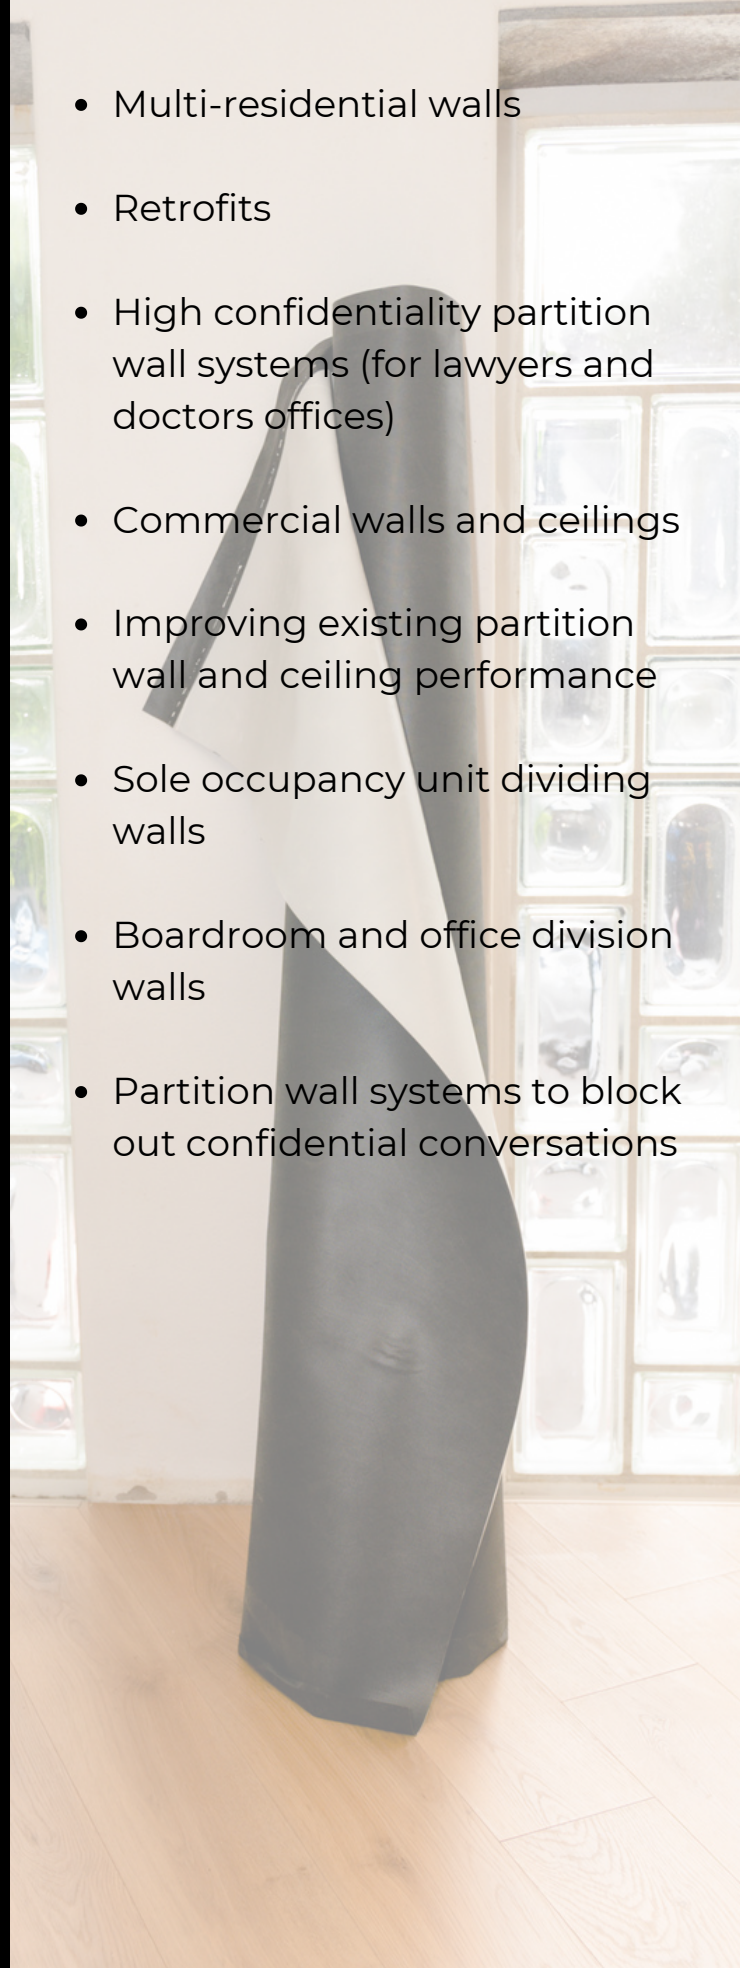 • Multi-residential walls
• Retrofits
• High confidentiality partition
wall systems (for lawyers and
doctors offices)
• Commercial walls and ceilings
• Improving existing partition
wall and ceiling performance
• Sole occupancy unit dividing
walls
• Boardroom and office division
walls
• Partition wall systems to block
out confidential conversations